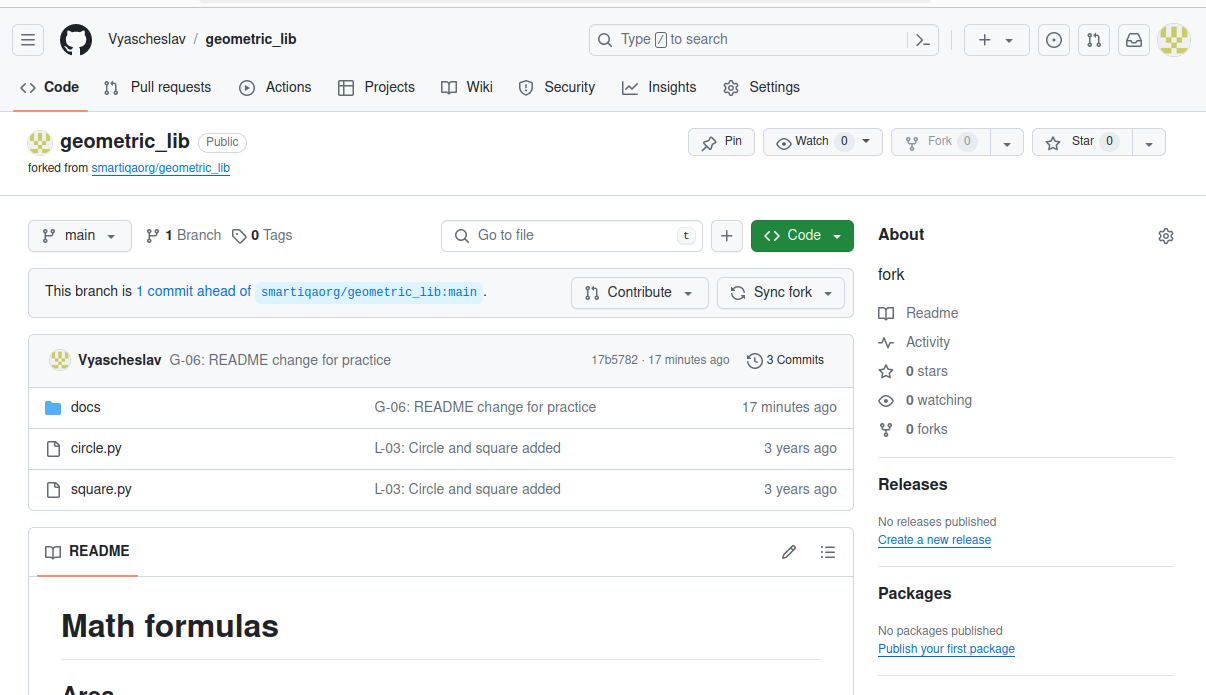 Vyascheslav / geometric_lib
Type / to search
Code Pull requests Actions Projects Wiki Security Insights Settings
geometric_lib Public
Pin Watch 0 Fork 0 Star 0
forked from smartiqaorg/geometric_lib
main 1 Branch 0 Tags Go to file t Code
This branch is 1 commit ahead of smartiqaorg/geometric_lib:main .
Contribute Sync fork
Vyascheslav G-06: README change for practice 17b5782 · 17 minutes ago 3 Commits
docs G-06: README change for practice 17 minutes ago
circle.py L-03: Circle and square added 3 years ago
square.py L-03: Circle and square added 3 years ago
README
Math formulas
Area
About
fork
Readme
Activity
0 stars
0 watching
0 forks
Releases
No releases published
Create a new release
Packages
No packages published
Publish your first package